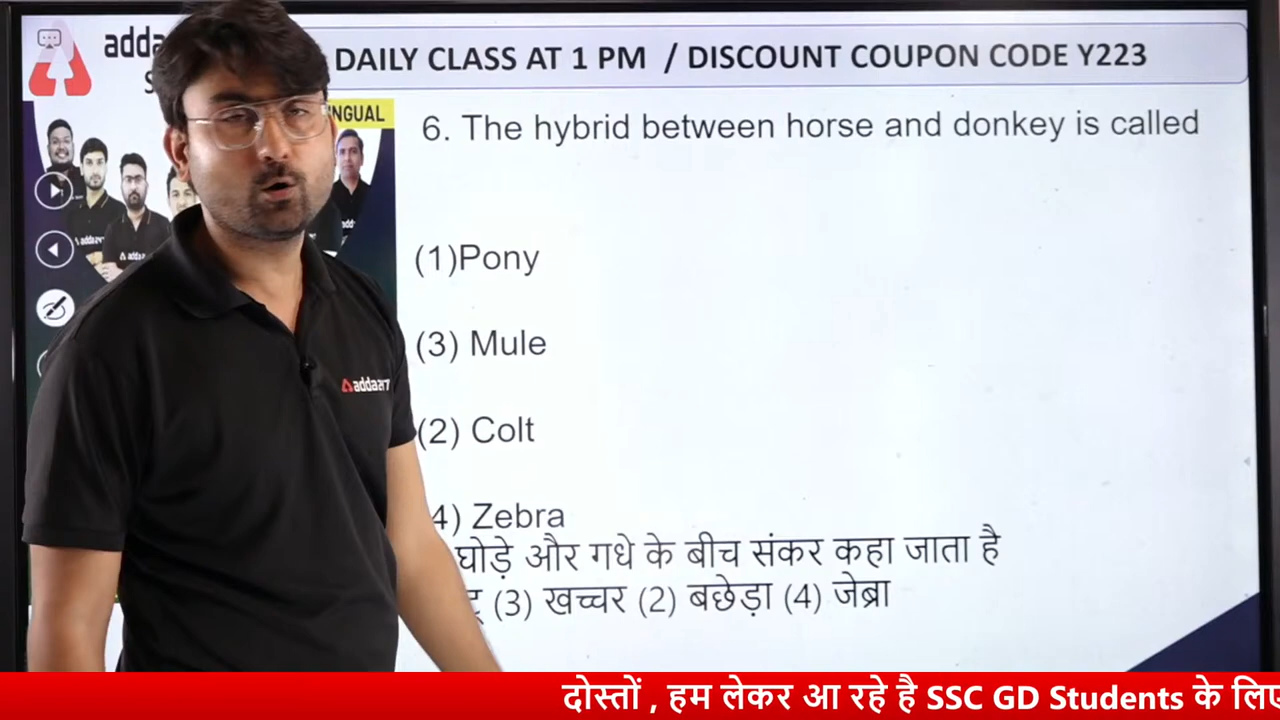 DAILY CLASS AT 1 PM / DISCOUNT COUPON CODE Y223
6. The hybrid between horse and donkey is called
(1)Pony
(3) Mule
(2) Colt
4) Zebra
घोड़े और गधे के बीच संकर कहा जाता है
(3) खच्चर (2) बछेड़ा (4) जेब्रा
दोस्तों , हम लेकर आ रहे है SSC GD Students के लिए